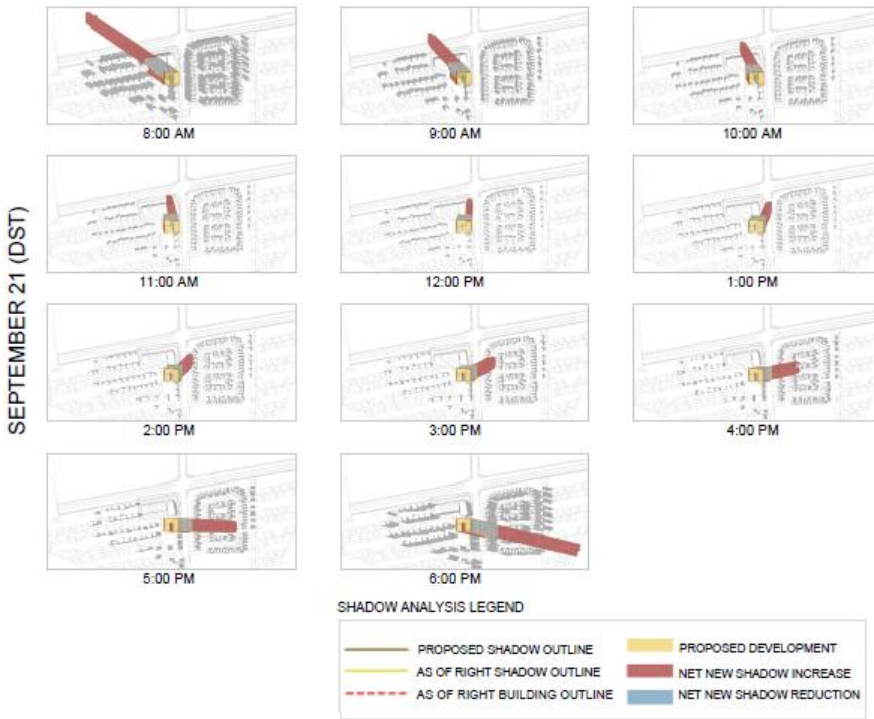 SEPTEMBER 21 (DST)
8:00 AM
9:00 AM
10:00 AM
11:00 AM
12:00 PM
1:00 PM
2:00 PM
3:00 PM
4:00 PM
5:00 PM
6:00 PM
SHADOW ANALYSIS LEGEND
PROPOSED SHADOW OUTLINE
AS OF RIGHT SHADOW OUTLINE
AS OF RIGHT BUILDING OUTLINE
PROPOSED DEVELOPMENT
NET NEW SHADOW INCREASE
NET NEW SHADOW REDUCTION